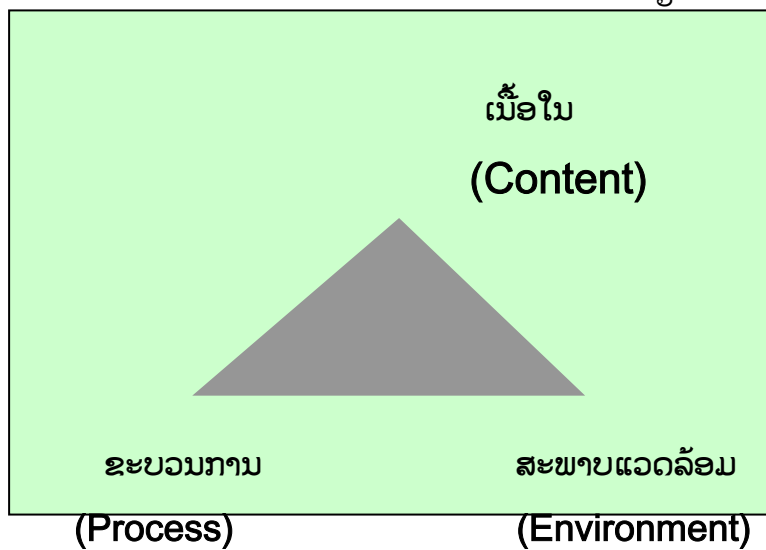 ເນື້ອໃນ
(Content)
ຂະບວນການ ສະພາບແວດລ້ອມ
(Process) (Environment)